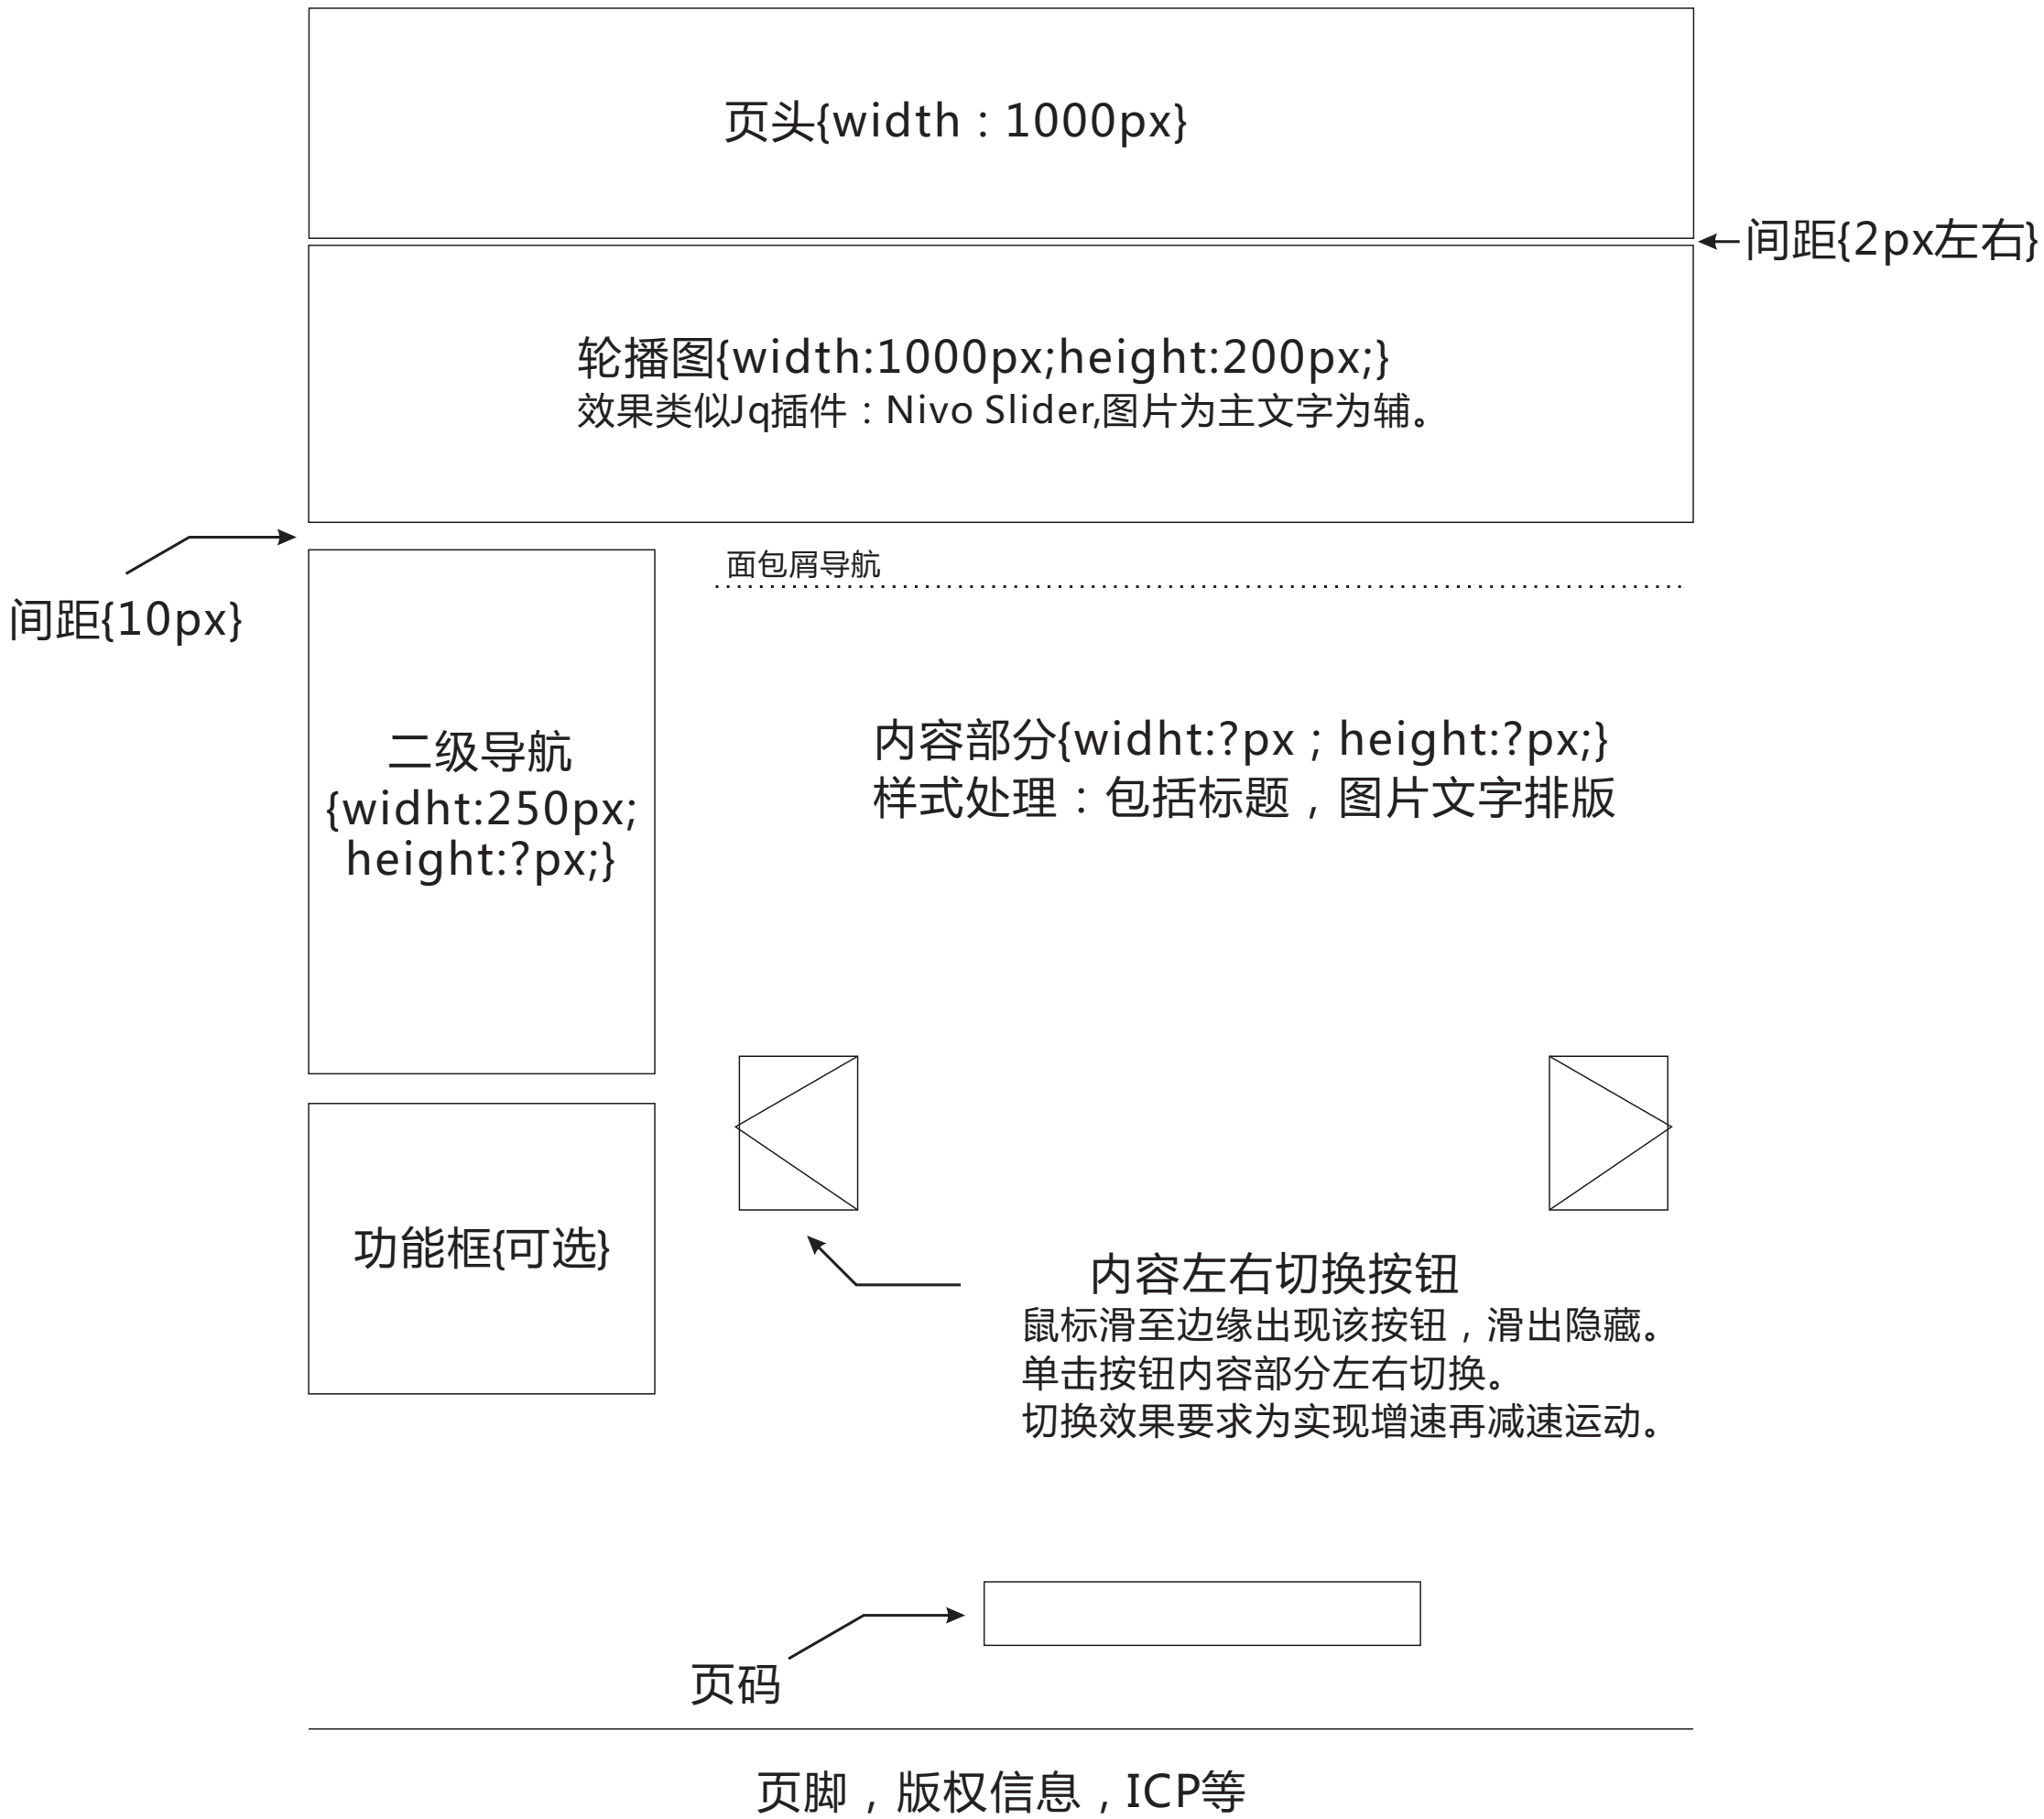 页头{width：1000px}
间距{2px左右}
轮播图{width:1000px;height:200px;}
效果类似Jq插件：Nivo Slider,图片为主文字为辅。
间距{10px}
面包屑导航
二级导航
{widht:250px;
height:?px;}
内容部分{widht:?px；height:?px;}
样式处理：包括标题，图片文字排版
功能框{可选}
内容左右切换按钮
鼠标滑至边缘出现该按钮，滑出隐藏。
单击按钮内容部分左右切换。
切换效果要求为实现增速再减速运动。
页码
页脚，版权信息，ICP等